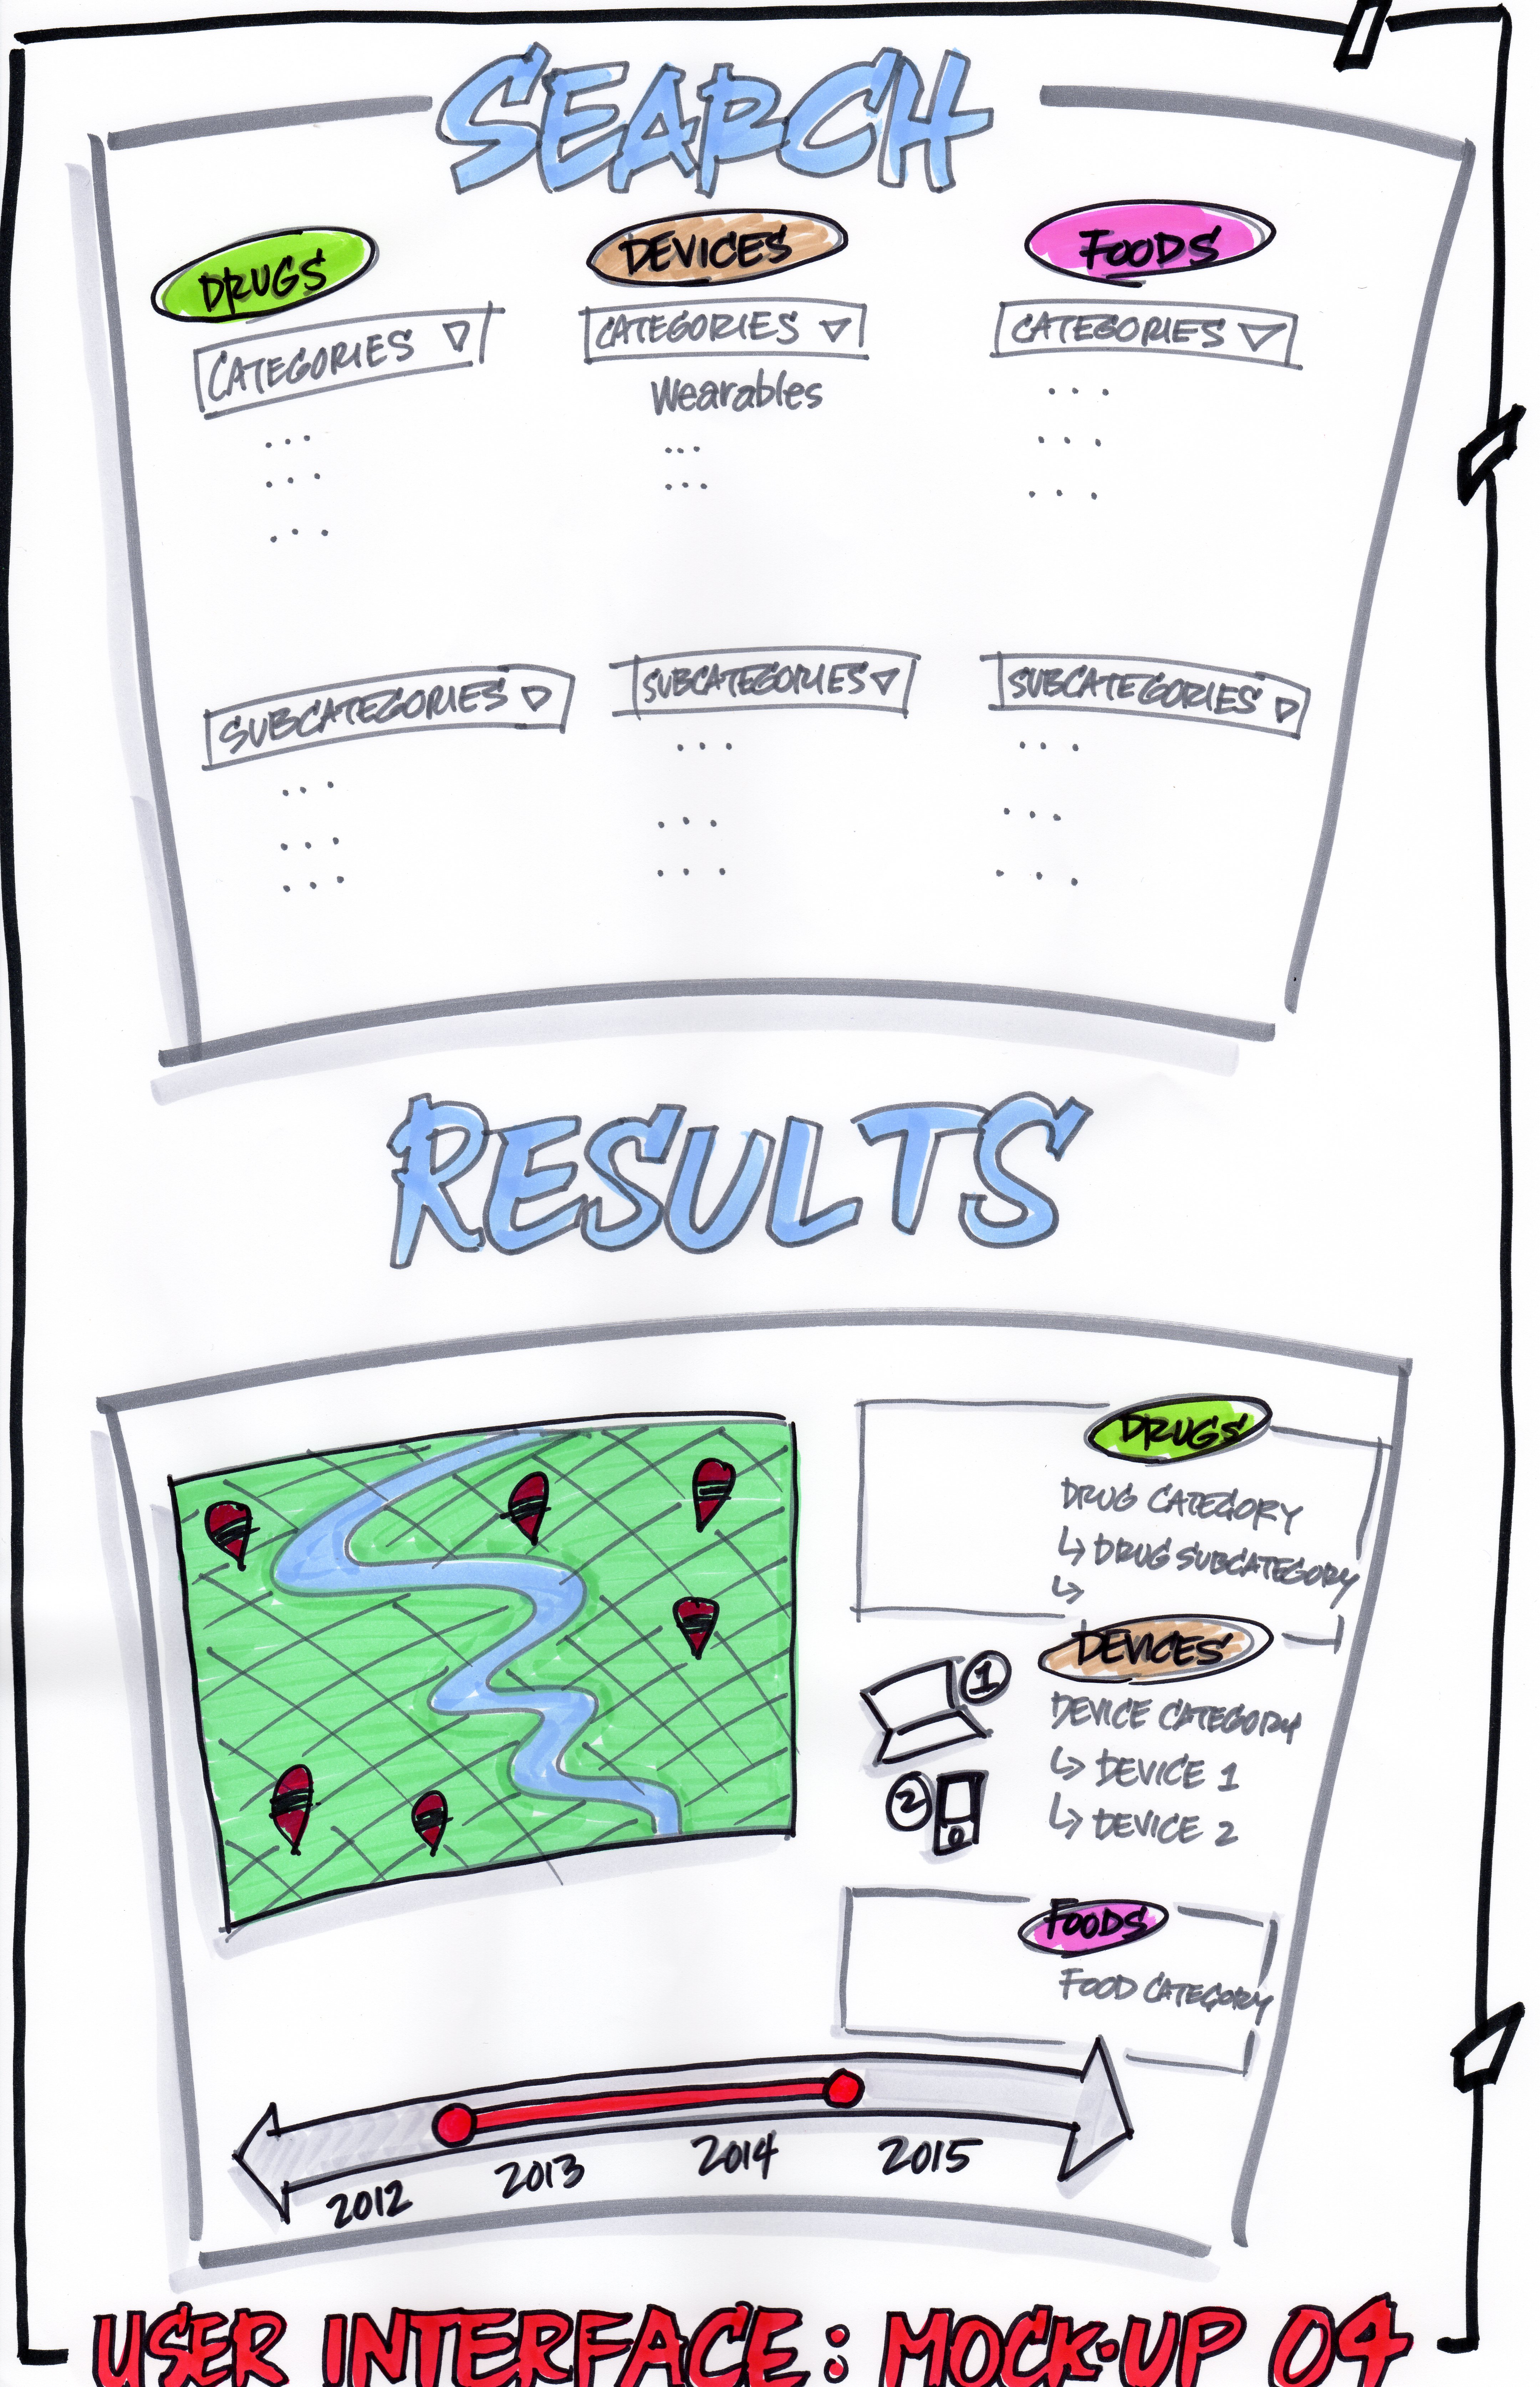 SEARCH
DRUGS
DEVICES
FOODS
CATEGORIES
CATEGORIES
CATEGORIES
Wearables
...
...
...
...
...
...
...
...
SUBCATEGORIES
SUBCATEGORIES
SUBCATEGORIES
...
...
...
...
...
...
...
...
...
RESULTS
DRUGS
DRUG CATEGORY
↳ DRUG SUBCATEGORY
↳
DEVICES
1
DEVICE CATEGORY
↳ DEVICE 1
2
↳ DEVICE 2
FOODS
FOOD CATEGORY
2012
2013
2014
2015
USER INTERFACE: MOCK-UP 04